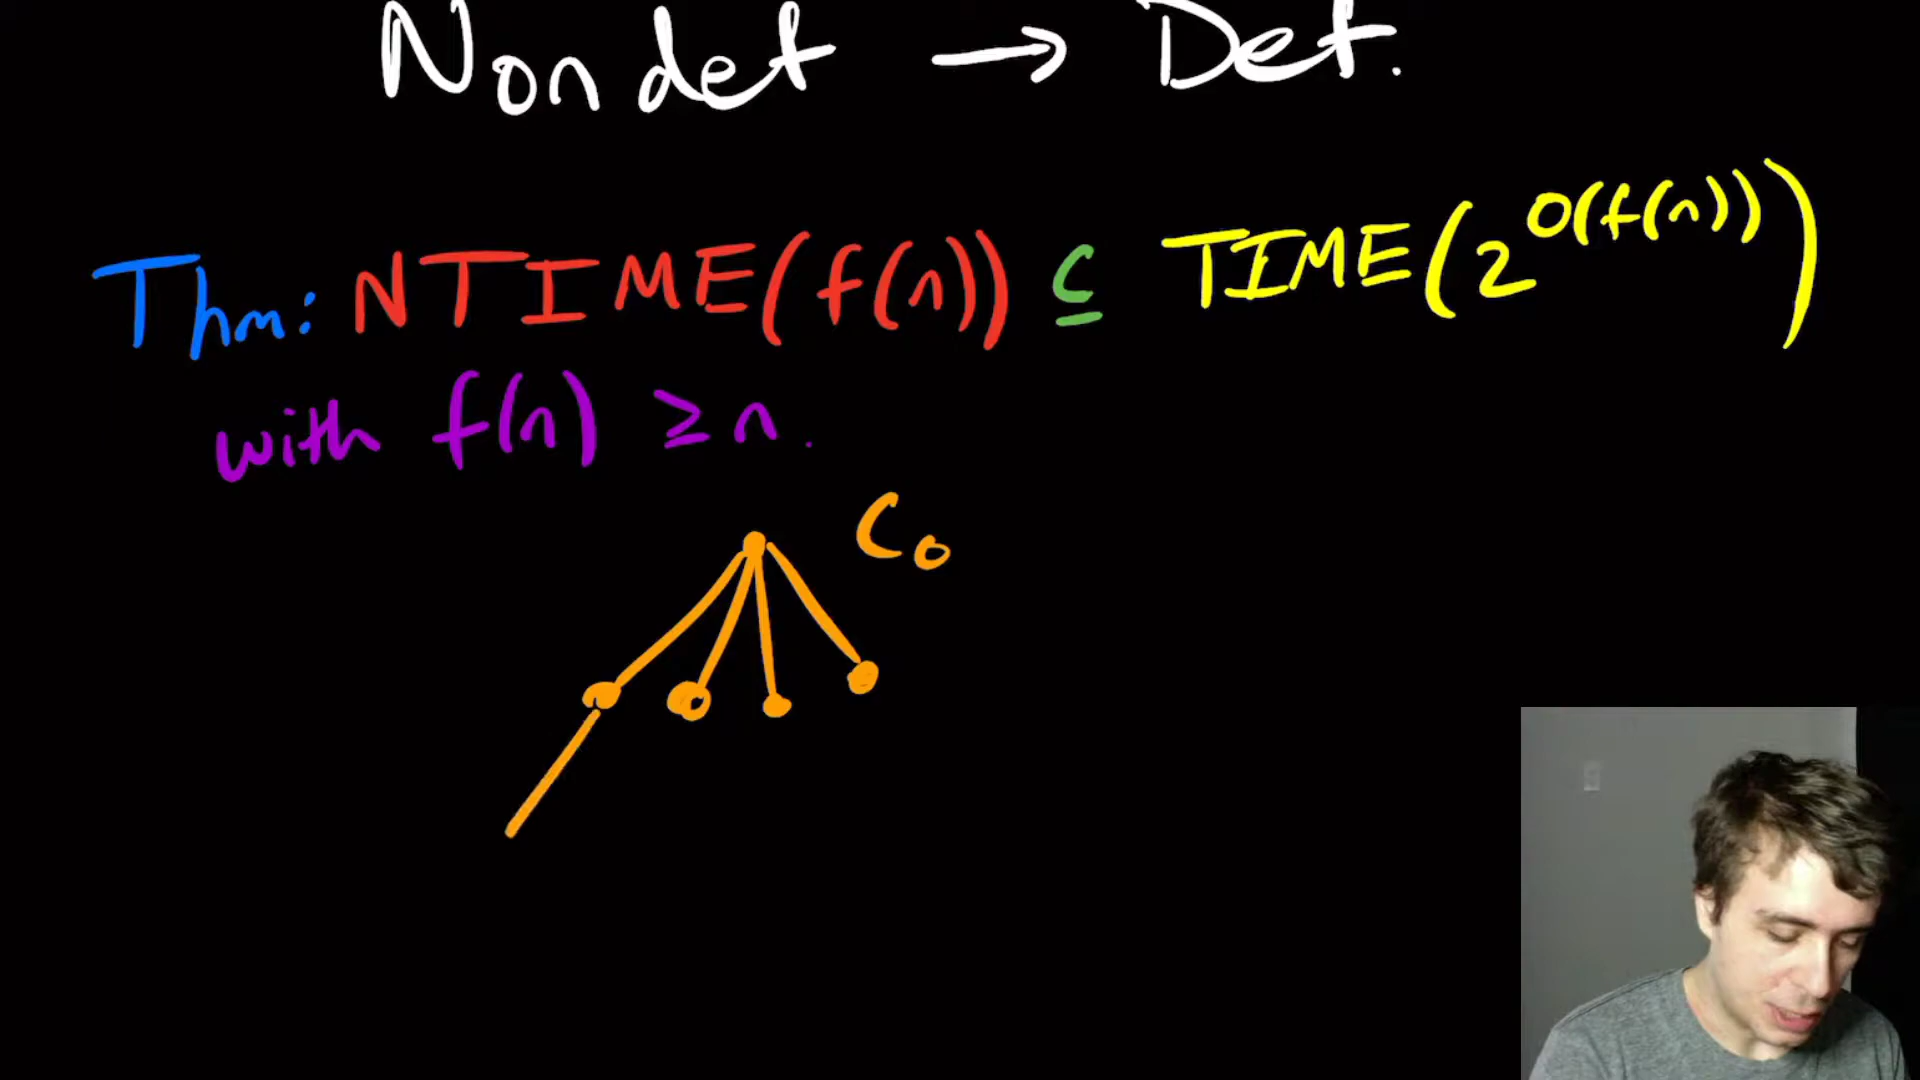 Nondet → Det.
Thm: NTIME(f(n)) ⊆ TIME(2^O(f(n)))
with f(n) ≥ n.
C₀